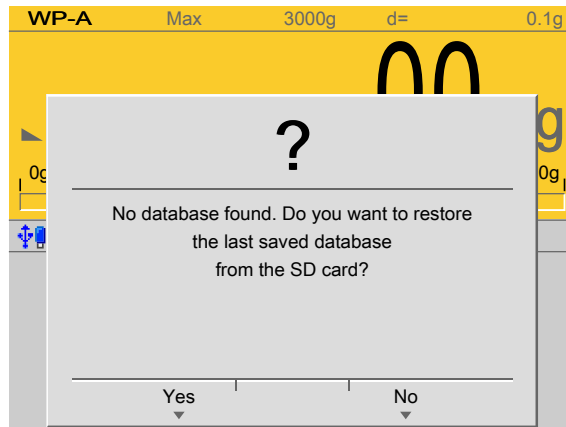 WP-A Max 3000g d= 0.1g
00
g
0g 0g
?
No database found. Do you want to restore
the last saved database
from the SD card?
Yes No